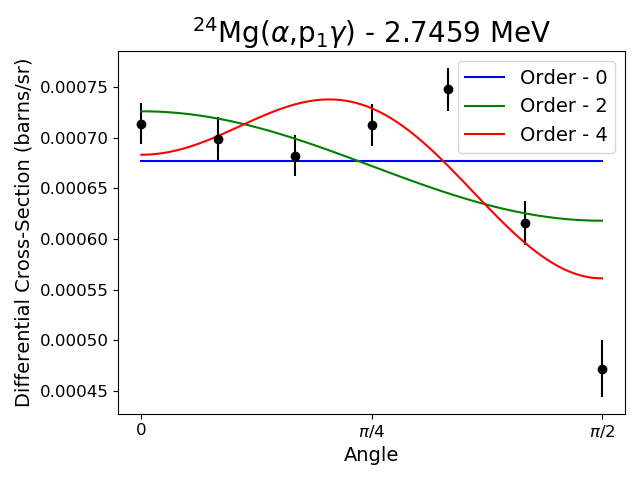 ²⁴Mg(α,p₁γ) - 2.7459 MeV
Differential Cross-Section (barns/sr)
0.00075
0.00070
0.00065
0.00060
0.00055
0.00050
0.00045
Order - 0
Order - 2
Order - 4
0
π/4
π/2
Angle